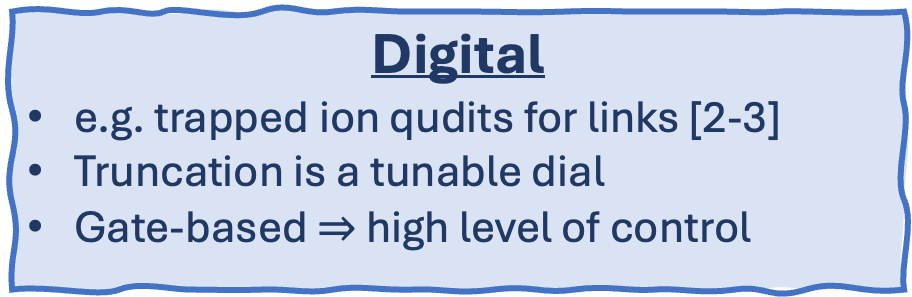 Digital
• e.g. trapped ion qudits for links [2-3]
• Truncation is a tunable dial
• Gate-based ⇒ high level of control